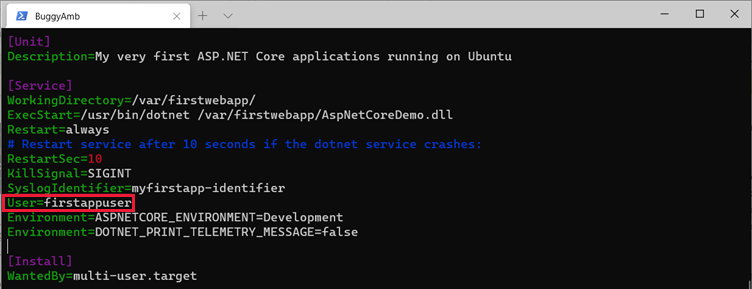 BuggyAmb
[Unit]
Description=My very first ASP.NET Core applications running on Ubuntu
[Service]
WorkingDirectory=/var/firstwebapp/
ExecStart=/usr/bin/dotnet /var/firstwebapp/AspNetCoreDemo.dll
Restart=always
# Restart service after 10 seconds if the dotnet service crashes:
RestartSec=10
KillSignal=SIGINT
SyslogIdentifier=myfirstapp-identifier
User=firstappuser
Environment=ASPNETCORE_ENVIRONMENT=Development
Environment=DOTNET_PRINT_TELEMETRY_MESSAGE=false
[Install]
WantedBy=multi-user.target